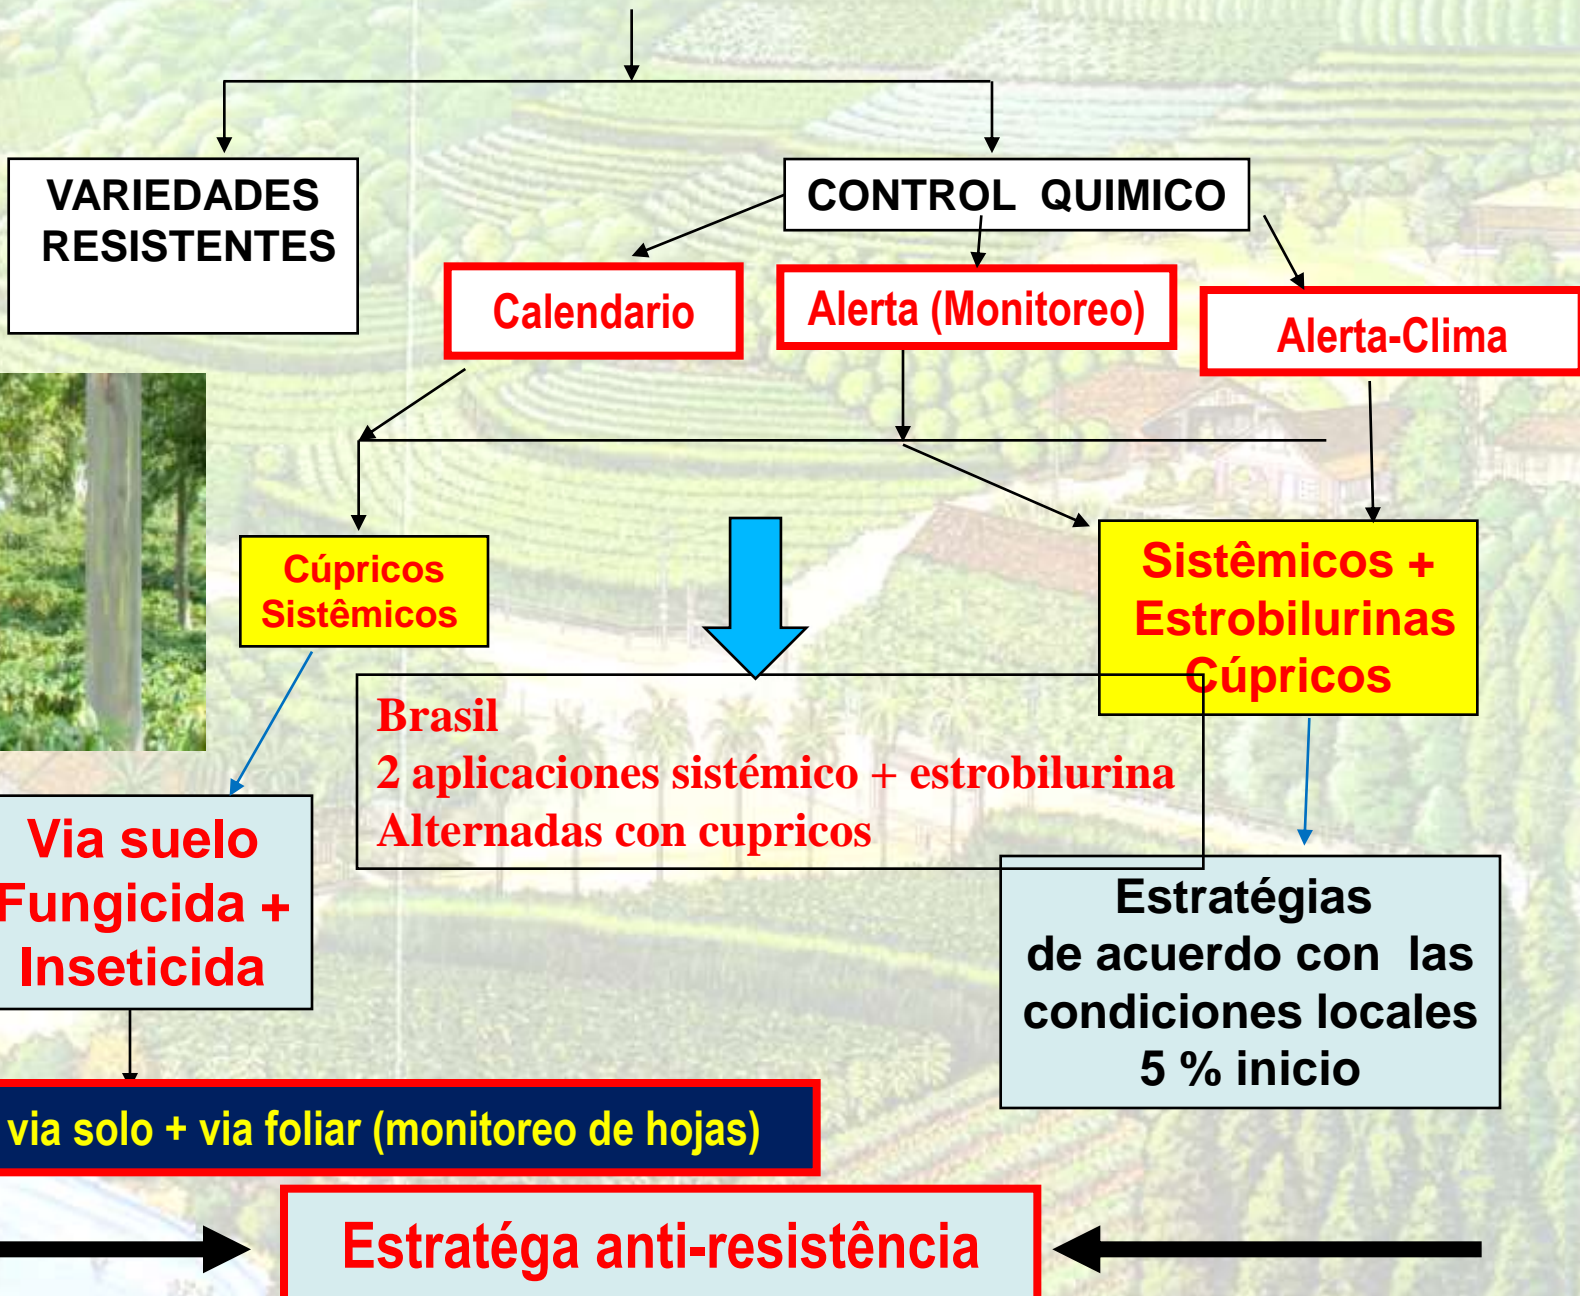 VARIEDADES
RESISTENTES
CONTROL QUIMICO
Calendario
Alerta (Monitoreo)
Alerta-Clima
Cúpricos
Sistêmicos
Sistêmicos +
Estrobilurinas
Cúpricos
Brasil
2 aplicaciones sistémico + estrobilurina
Alternadas con cupricos
Via suelo
Fungicida +
Inseticida
Estratégias
de acuerdo con las
condiciones locales
5 % inicio
via solo + via foliar (monitoreo de hojas)
Estratéga anti-resistência